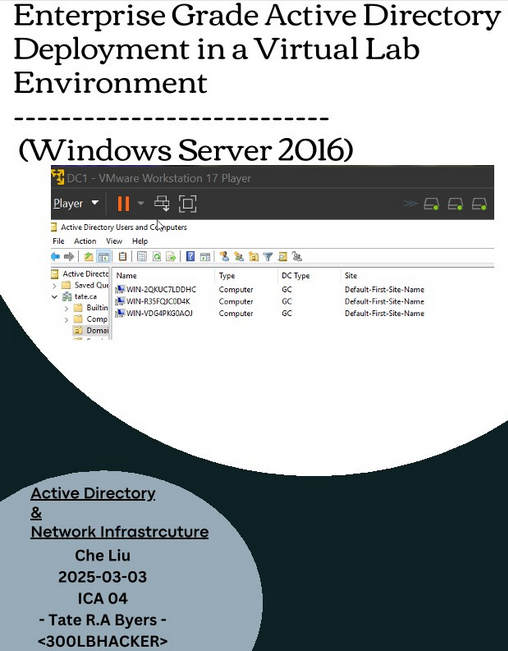 Enterprise Grade Active Directory
Deployment in a Virtual Lab
Environment
---------------------------
(Windows Server 2016)
DC1 - VMware Workstation 17 Player
Player
Active Directory Users and Computers
File Action View Help
Active Directc
Name Type DC Type Site
Saved Que
WIN-2QKUC7LDDHC Computer GC Default-First-Site-Name
tate.ca
WIN-R35FQJC0D4K Computer GC Default-First-Site-Name
Builtin
WIN-VDG4PKG0AOJ Computer GC Default-First-Site-Name
Comp
Domai
Active Directory
&
Network Infrastrcuture
Che Liu
2025-03-03
ICA 04
- Tate R.A Byers -
<300LBHACKER>